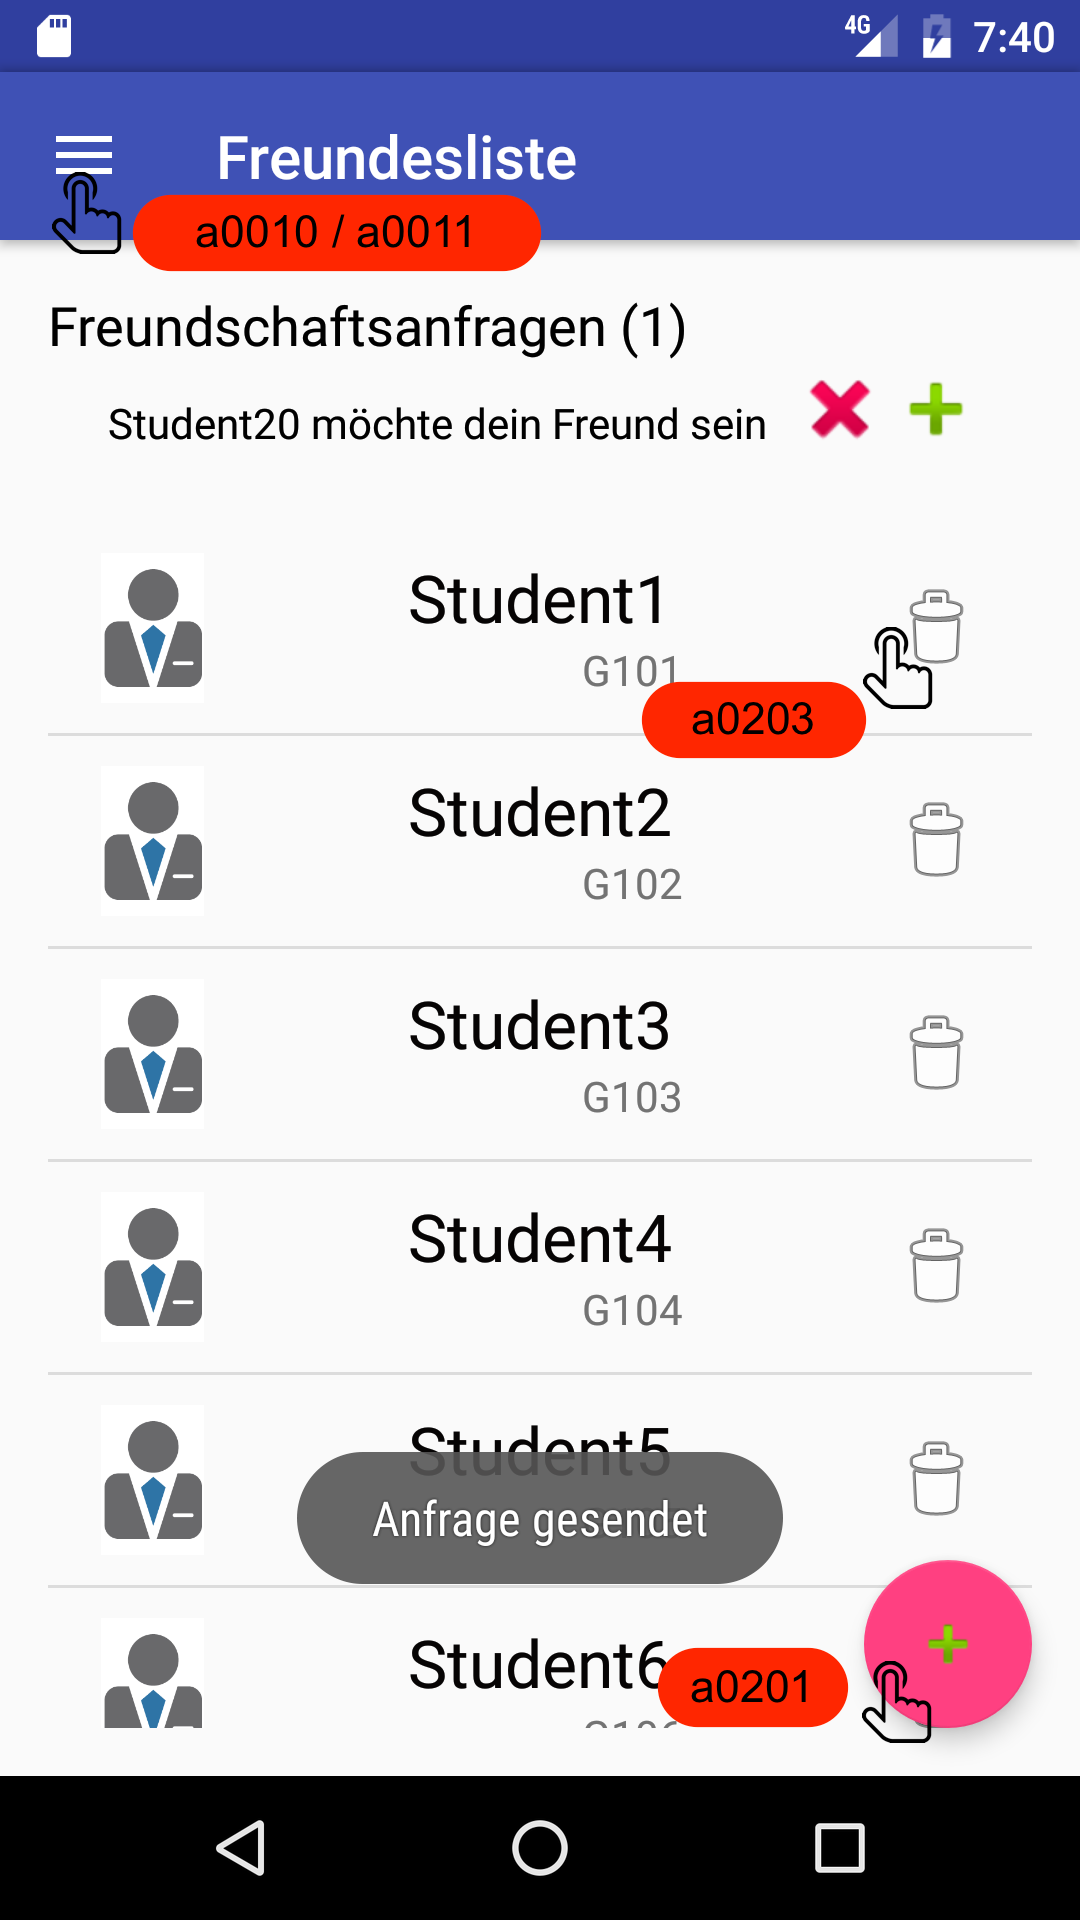 4G 7:40
Freundesliste
a0010 / a0011
Freundschaftsanfragen (1)
Student20 möchte dein Freund sein
Student1
G101
a0203
Student2
G102
Student3
G103
Student4
G104
Student5
Anfrage gesendet
Student6
a0201